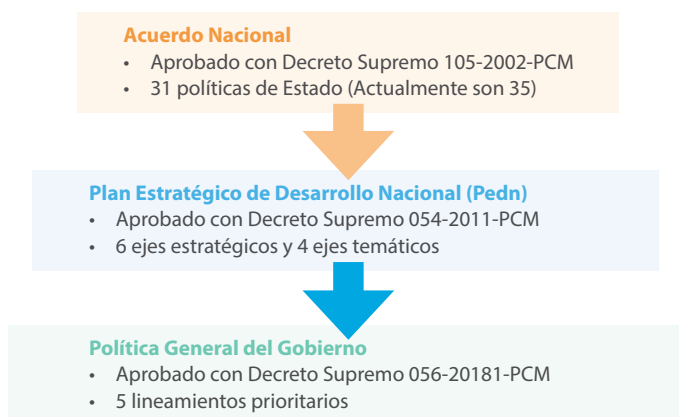 Acuerdo Nacional
• Aprobado con Decreto Supremo 105-2002-PCM
• 31 políticas de Estado (Actualmente son 35)
Plan Estratégico de Desarrollo Nacional (Pedn)
• Aprobado con Decreto Supremo 054-2011-PCM
• 6 ejes estratégicos y 4 ejes temáticos
Política General del Gobierno
• Aprobado con Decreto Supremo 056-20181-PCM
• 5 lineamientos prioritarios